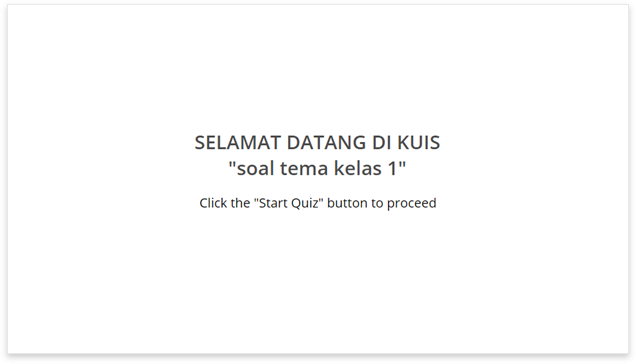 SELAMAT DATANG DI KUIS
"soal tema kelas 1"
Click the "Start Quiz" button to proceed